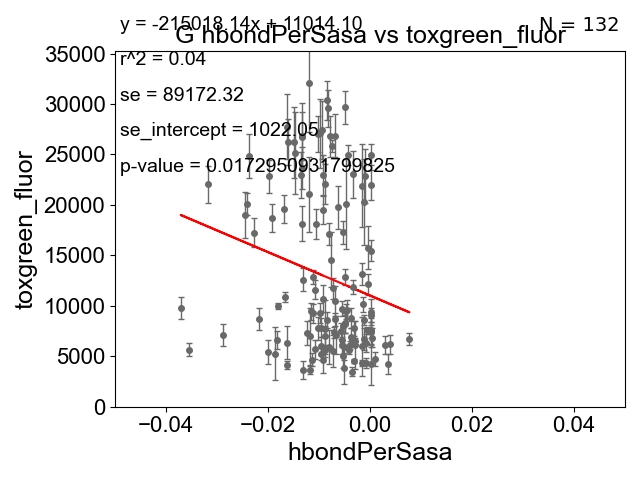 y = -215018.14x + 11014.10
N = 132
G hbondPerSasa vs toxgreen_fluor
r^2 = 0.04
se = 89172.32
se_intercept = 1022.05
p-value = 0.0172950931799825
toxgreen_fluor
35000
30000
25000
20000
15000
10000
5000
0
−0.04 −0.02 0.00 0.02 0.04
hbondPerSasa